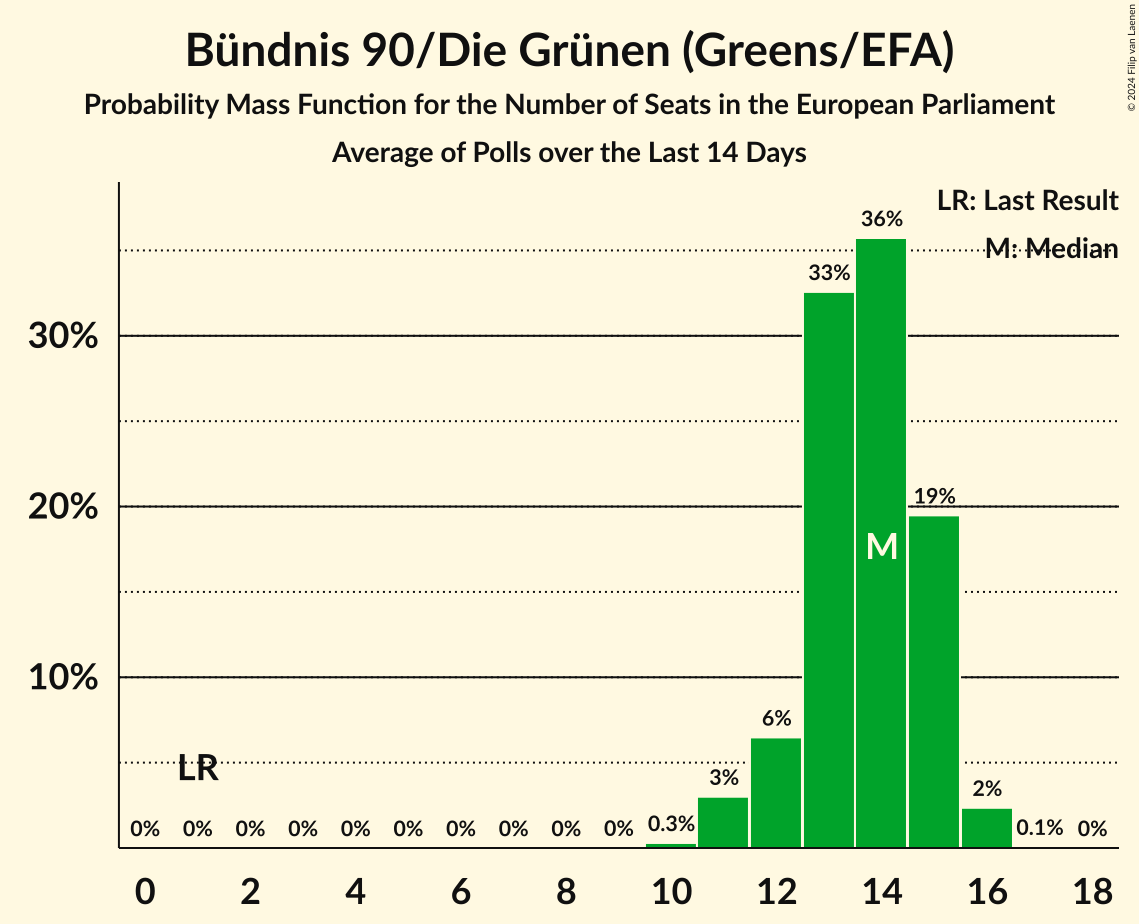 Bündnis 90/Die Grünen (Greens/EFA)
Probability Mass Function for the Number of Seats in the European Parliament
Average of Polls over the Last 14 Days
© 2024 Filip van Laenen
LR: Last Result
M: Median
36%
33%
30%
19%
20%
M
10%
6%
LR
3%
2%
0% 0% 0% 0% 0% 0% 0% 0% 0% 0% 0.3% 0.1% 0%
0 2 4 6 8 10 12 14 16 18